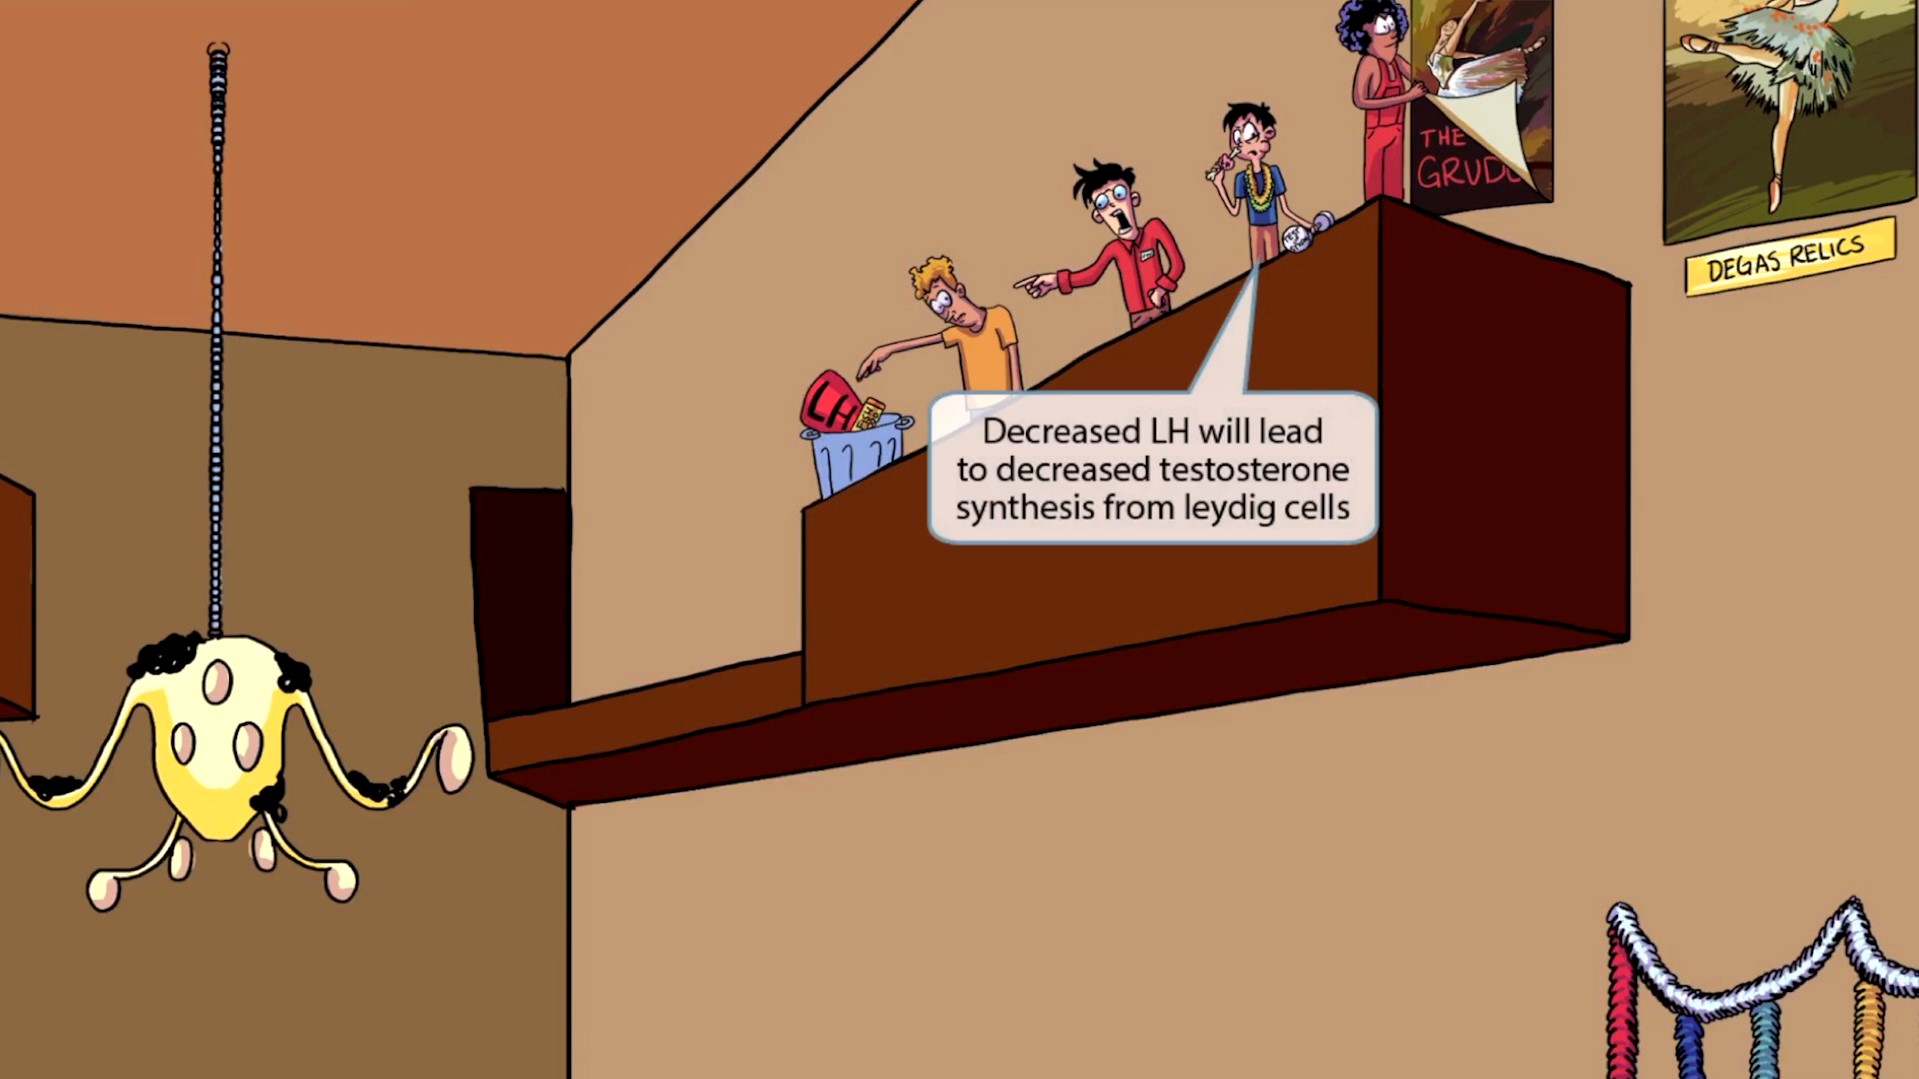 THE
GRUD
DEGAS RELICS
LH
Decreased LH will lead
to decreased testosterone
synthesis from leydig cells